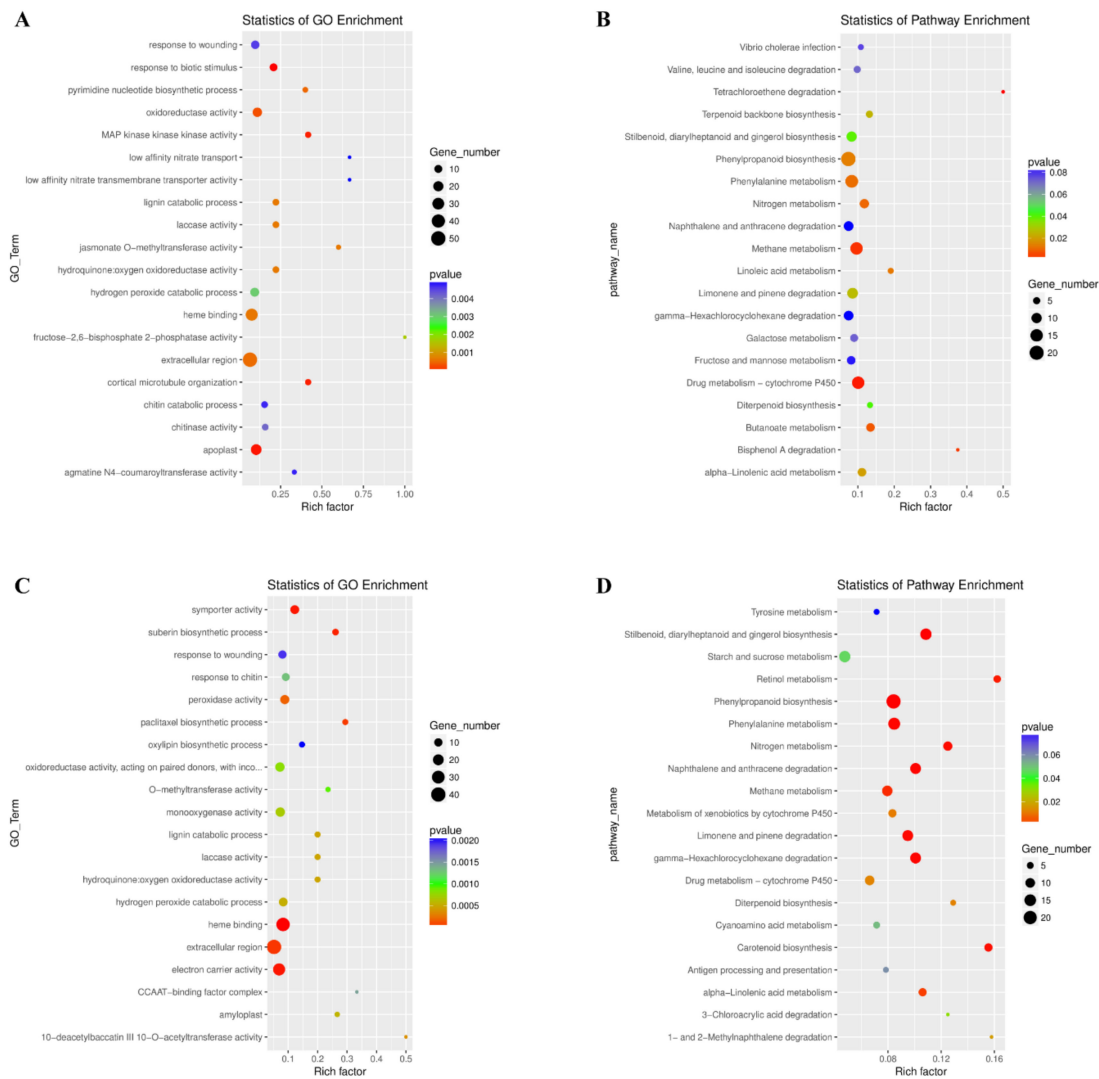 A
Statistics of GO Enrichment
GO_Term
response to wounding
response to biotic stimulus
pyrimidine nucleotide biosynthetic process
oxidoreductase activity
MAP kinase kinase kinase activity
low affinity nitrate transport
low affinity nitrate transmembrane transporter activity
lignin catabolic process
laccase activity
jasmonate O−methyltransferase activity
hydroquinone:oxygen oxidoreductase activity
hydrogen peroxide catabolic process
heme binding
fructose−2,6−bisphosphate 2−phosphatase activity
extracellular region
cortical microtubule organization
chitin catabolic process
chitinase activity
apoplast
agmatine N4−coumaroyltransferase activity
0.25 0.50 0.75 1.00
Rich factor
Gene_number
10
20
30
40
50
pvalue
0.004
0.003
0.002
0.001
B
Statistics of Pathway Enrichment
pathway_name
Vibrio cholerae infection
Valine, leucine and isoleucine degradation
Tetrachloroethene degradation
Terpenoid backbone biosynthesis
Stilbenoid, diarylheptanoid and gingerol biosynthesis
Phenylpropanoid biosynthesis
Phenylalanine metabolism
Nitrogen metabolism
Naphthalene and anthracene degradation
Methane metabolism
Linoleic acid metabolism
Limonene and pinene degradation
gamma−Hexachlorocyclohexane degradation
Galactose metabolism
Fructose and mannose metabolism
Drug metabolism − cytochrome P450
Diterpenoid biosynthesis
Butanoate metabolism
Bisphenol A degradation
alpha−Linolenic acid metabolism
0.1 0.2 0.3 0.4 0.5
Rich factor
pvalue
0.08
0.06
0.04
0.02
Gene_number
5
10
15
20
C
Statistics of GO Enrichment
GO_Term
symporter activity
suberin biosynthetic process
response to wounding
response to chitin
peroxidase activity
paclitaxel biosynthetic process
oxylipin biosynthetic process
oxidoreductase activity, acting on paired donors, with inco...
O−methyltransferase activity
monooxygenase activity
lignin catabolic process
laccase activity
hydroquinone:oxygen oxidoreductase activity
hydrogen peroxide catabolic process
heme binding
extracellular region
electron carrier activity
CCAAT−binding factor complex
amyloplast
10−deacetylbaccatin III 10−O−acetyltransferase activity
0.1 0.2 0.3 0.4 0.5
Rich factor
Gene_number
10
20
30
40
pvalue
0.0020
0.0015
0.0010
0.0005
D
Statistics of Pathway Enrichment
pathway_name
Tyrosine metabolism
Stilbenoid, diarylheptanoid and gingerol biosynthesis
Starch and sucrose metabolism
Retinol metabolism
Phenylpropanoid biosynthesis
Phenylalanine metabolism
Nitrogen metabolism
Naphthalene and anthracene degradation
Methane metabolism
Metabolism of xenobiotics by cytochrome P450
Limonene and pinene degradation
gamma−Hexachlorocyclohexane degradation
Drug metabolism − cytochrome P450
Diterpenoid biosynthesis
Cyanoamino acid metabolism
Carotenoid biosynthesis
Antigen processing and presentation
alpha−Linolenic acid metabolism
3−Chloroacrylic acid degradation
1− and 2−Methylnaphthalene degradation
0.08 0.12 0.16
Rich factor
pvalue
0.06
0.04
0.02
Gene_number
5
10
15
20